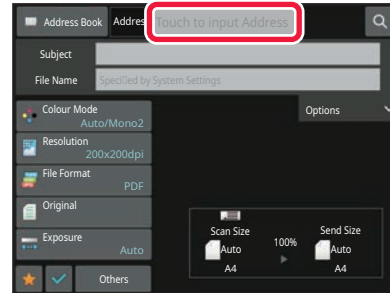 Address Book
Addres
Touch to input Address
Subject
File Name
Specified by System Settings
Colour Mode
Auto/Mono2
Options
Resolution
200x200dpi
File Format
PDF
Original
Exposure
Auto
Scan Size
Auto
A4
100%
Send Size
Auto
A4
Others